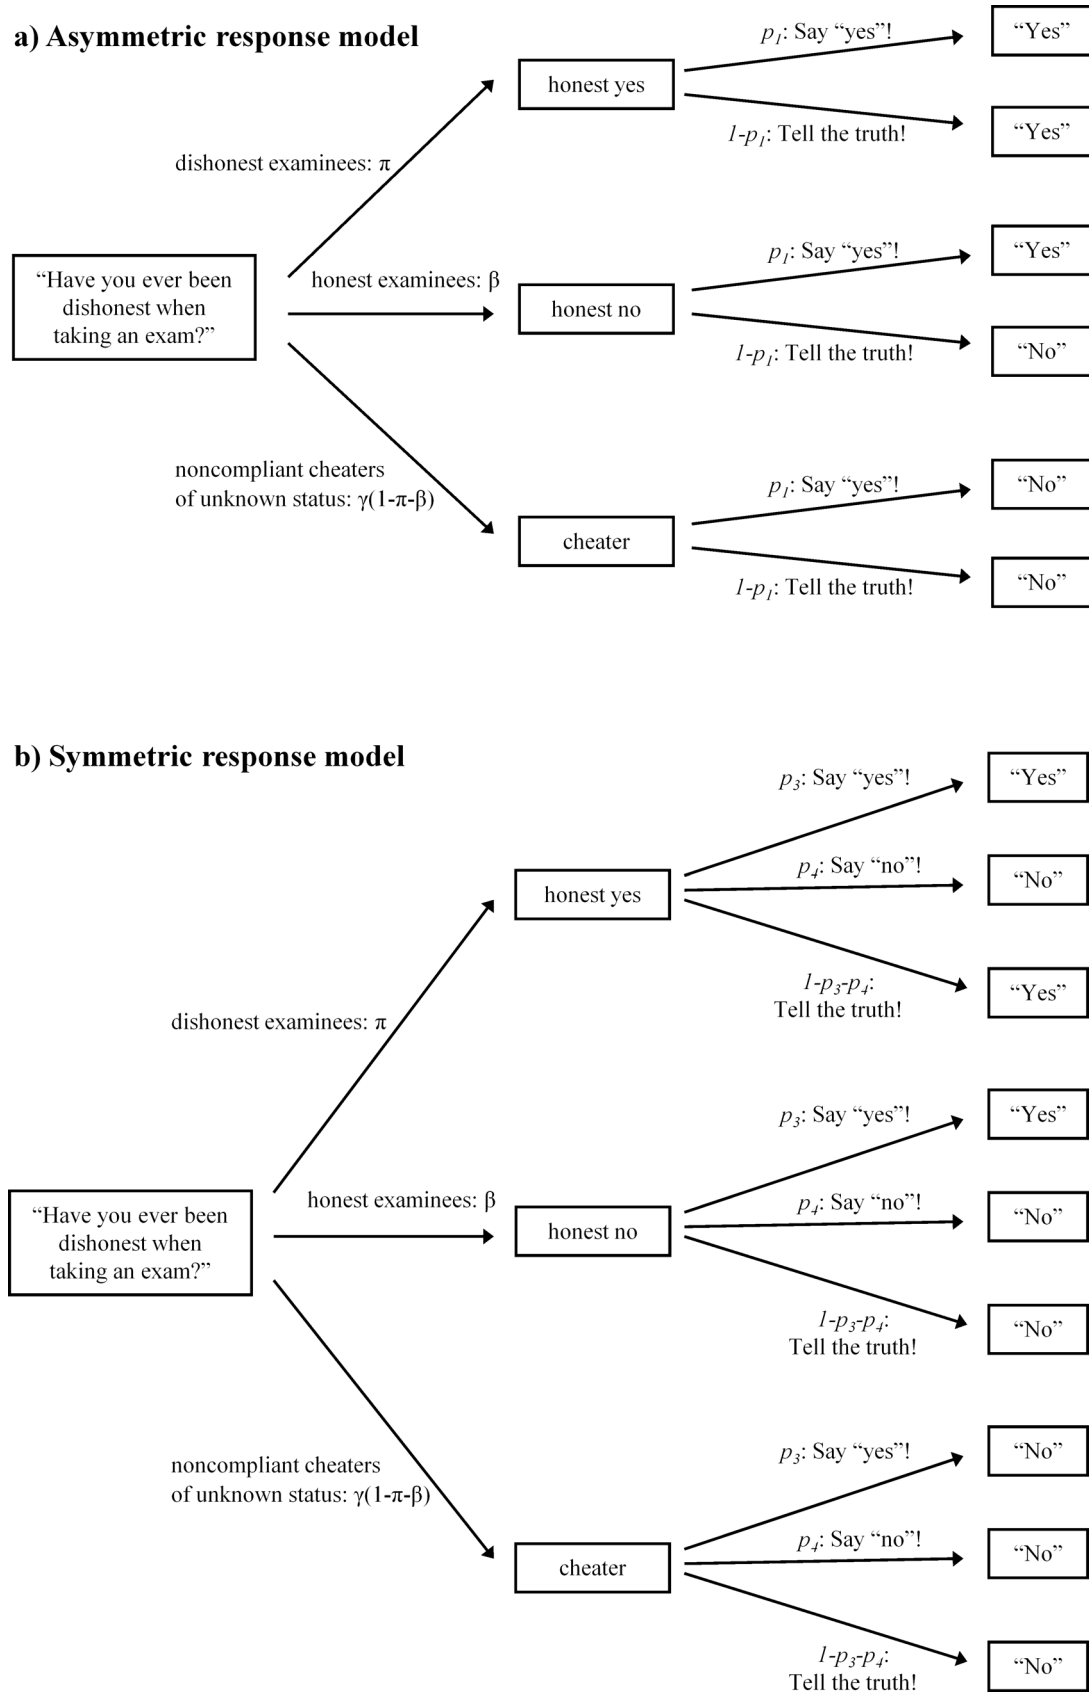 a) Asymmetric response model
p1: Say “yes”!
“Yes”
honest yes
1-p1: Tell the truth!
“Yes”
dishonest examinees: π
“Have you ever been
dishonest when
taking an exam?”
honest examinees: β
honest no
p1: Say “yes”!
“Yes”
1-p1: Tell the truth!
“No”
noncompliant cheaters
of unknown status: γ(1-π-β)
cheater
p1: Say “yes”!
“No”
1-p1: Tell the truth!
“No”
b) Symmetric response model
p3: Say “yes”!
“Yes”
honest yes
p4: Say “no”!
“No”
1-p3-p4:
Tell the truth!
“Yes”
dishonest examinees: π
“Have you ever been
dishonest when
taking an exam?”
honest examinees: β
honest no
p3: Say “yes”!
“Yes”
p4: Say “no”!
“No”
1-p3-p4:
Tell the truth!
“No”
noncompliant cheaters
of unknown status: γ(1-π-β)
cheater
p3: Say “yes”!
“No”
p4: Say “no”!
“No”
1-p3-p4:
Tell the truth!
“No”